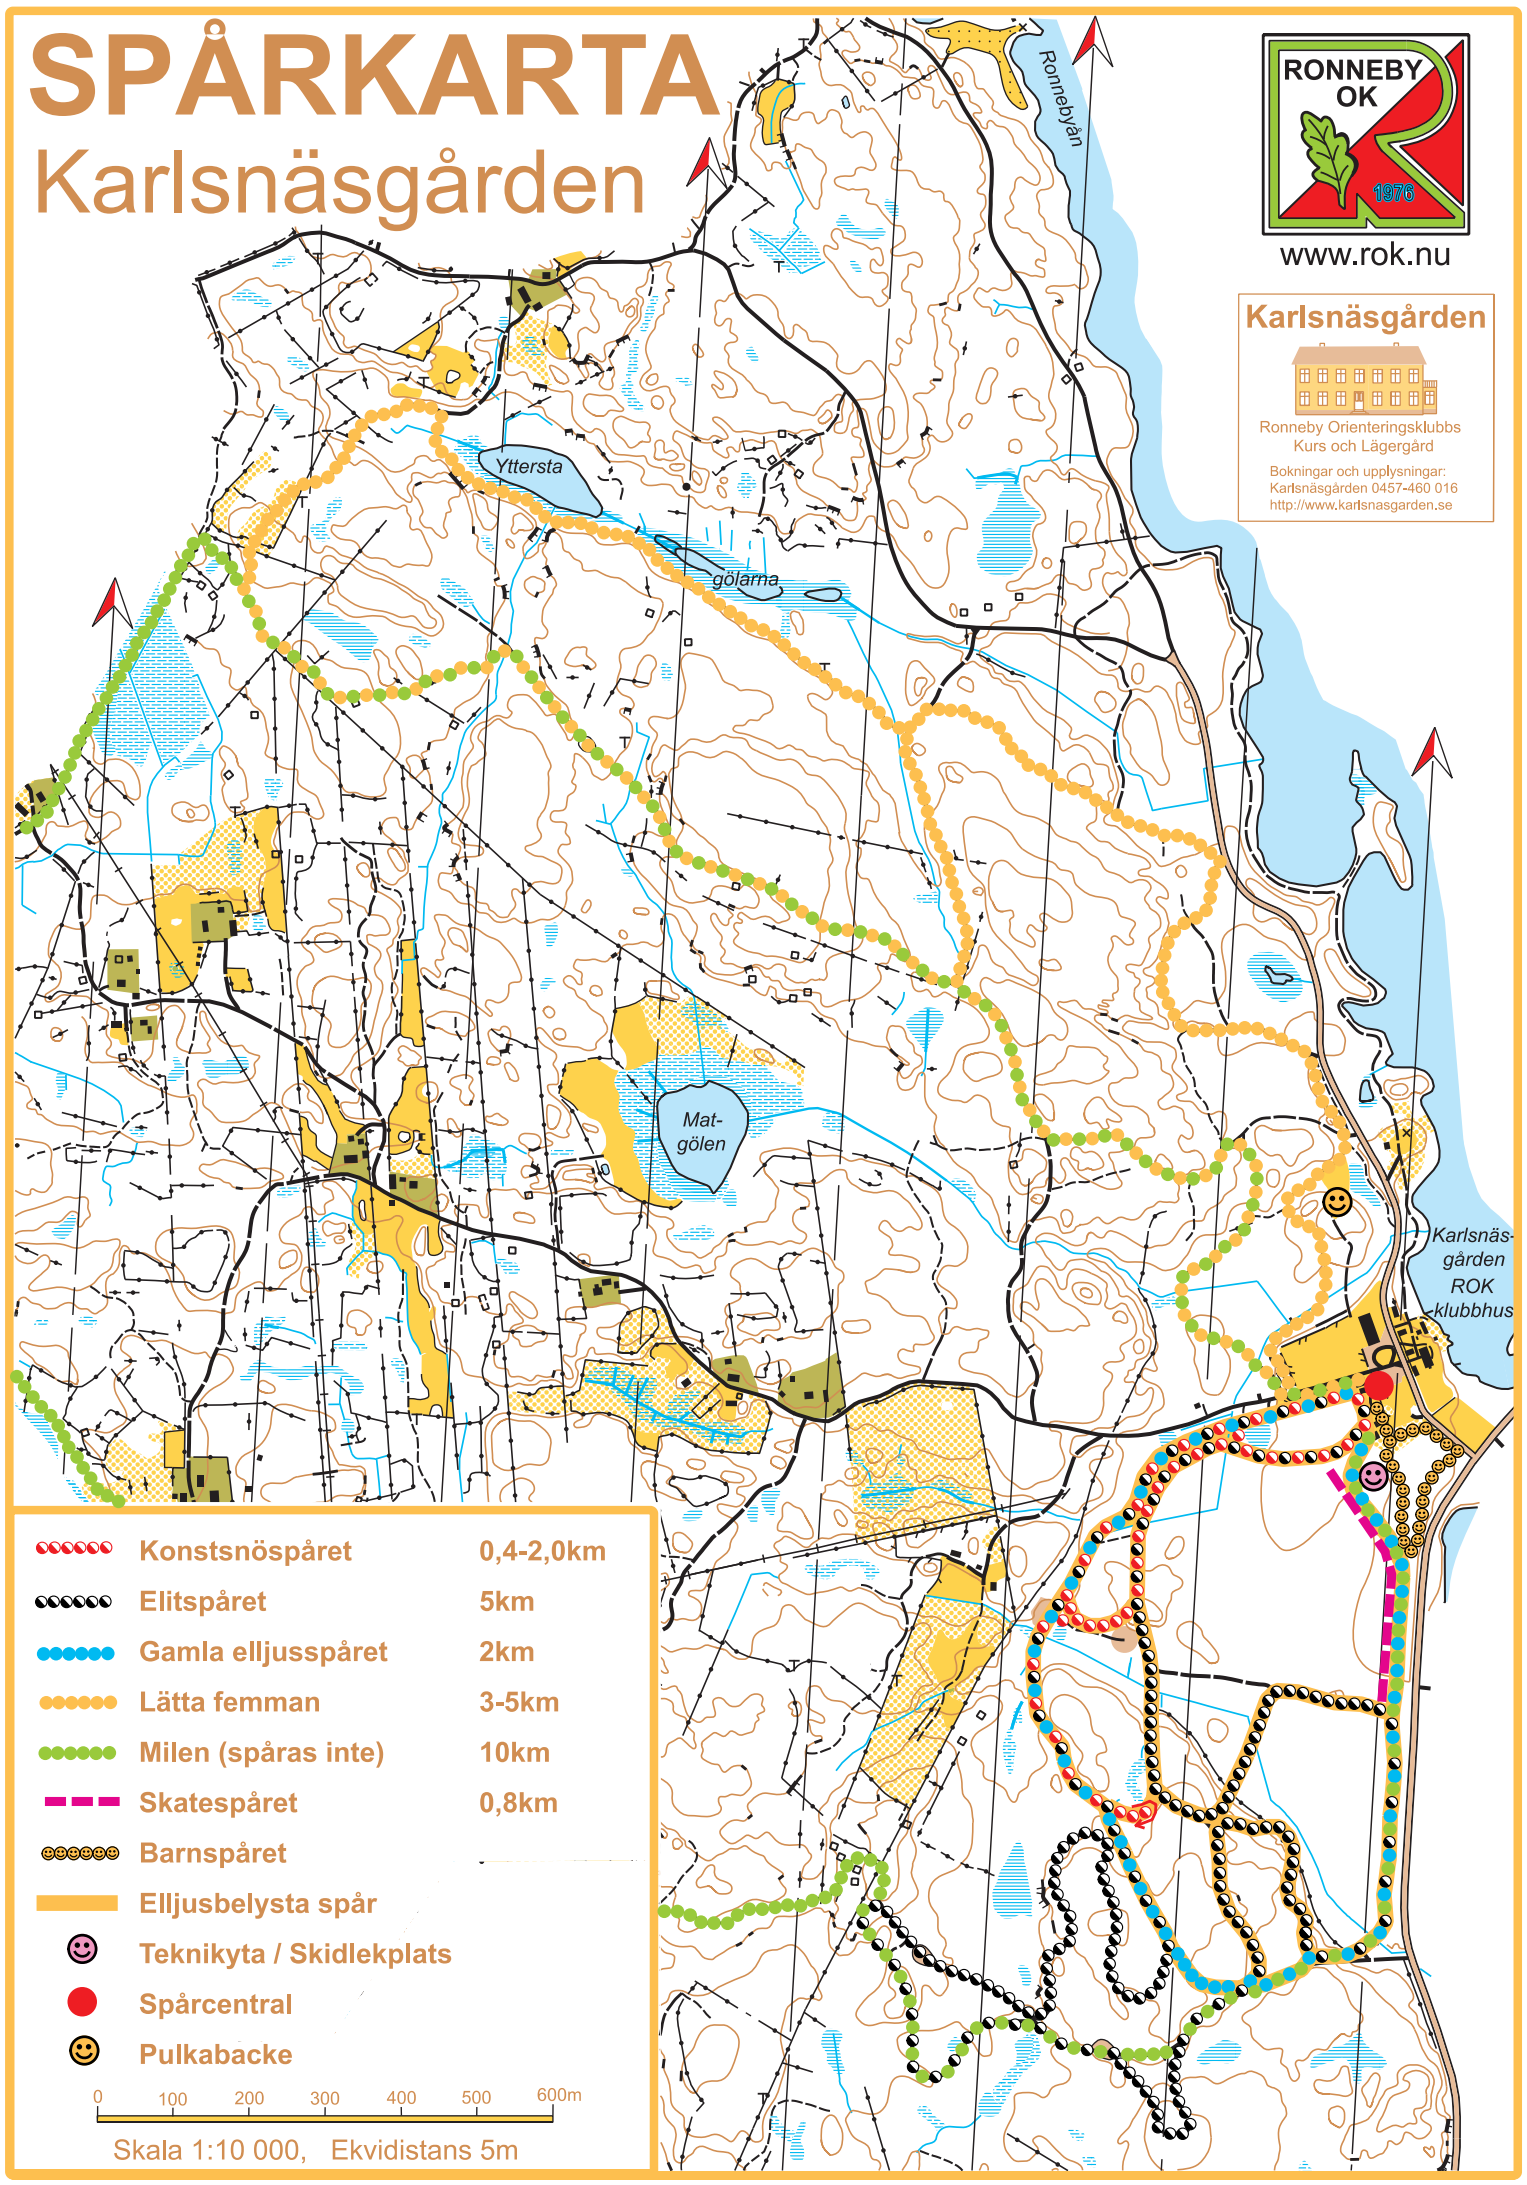 SPÅRKARTA
Karlsnäsgården
Ronnebyån
RONNEBY
OK
1976
www.rok.nu
Karlsnäsgården
Ronneby Orienteringsklubbs
Kurs och Lägergård
Bokningar och upplysningar:
Karlsnäsgården 0457-460 016
http://www.karlsnasgarden.se
Yttersta
gölarna
Mat-
gölen
Karlsnäs-
gården
ROK
klubbhus
Konstsnöspåret 0,4-2,0km
Elitspåret 5km
Gamla elljusspåret 2km
Lätta femman 3-5km
Milen (spåras inte) 10km
Skatespåret 0,8km
Barnspåret
Elljusbelysta spår
Teknikyta / Skidlekplats
Spårcentral
Pulkabacke
0 100 200 300 400 500 600m
Skala 1:10 000, Ekvidistans 5m